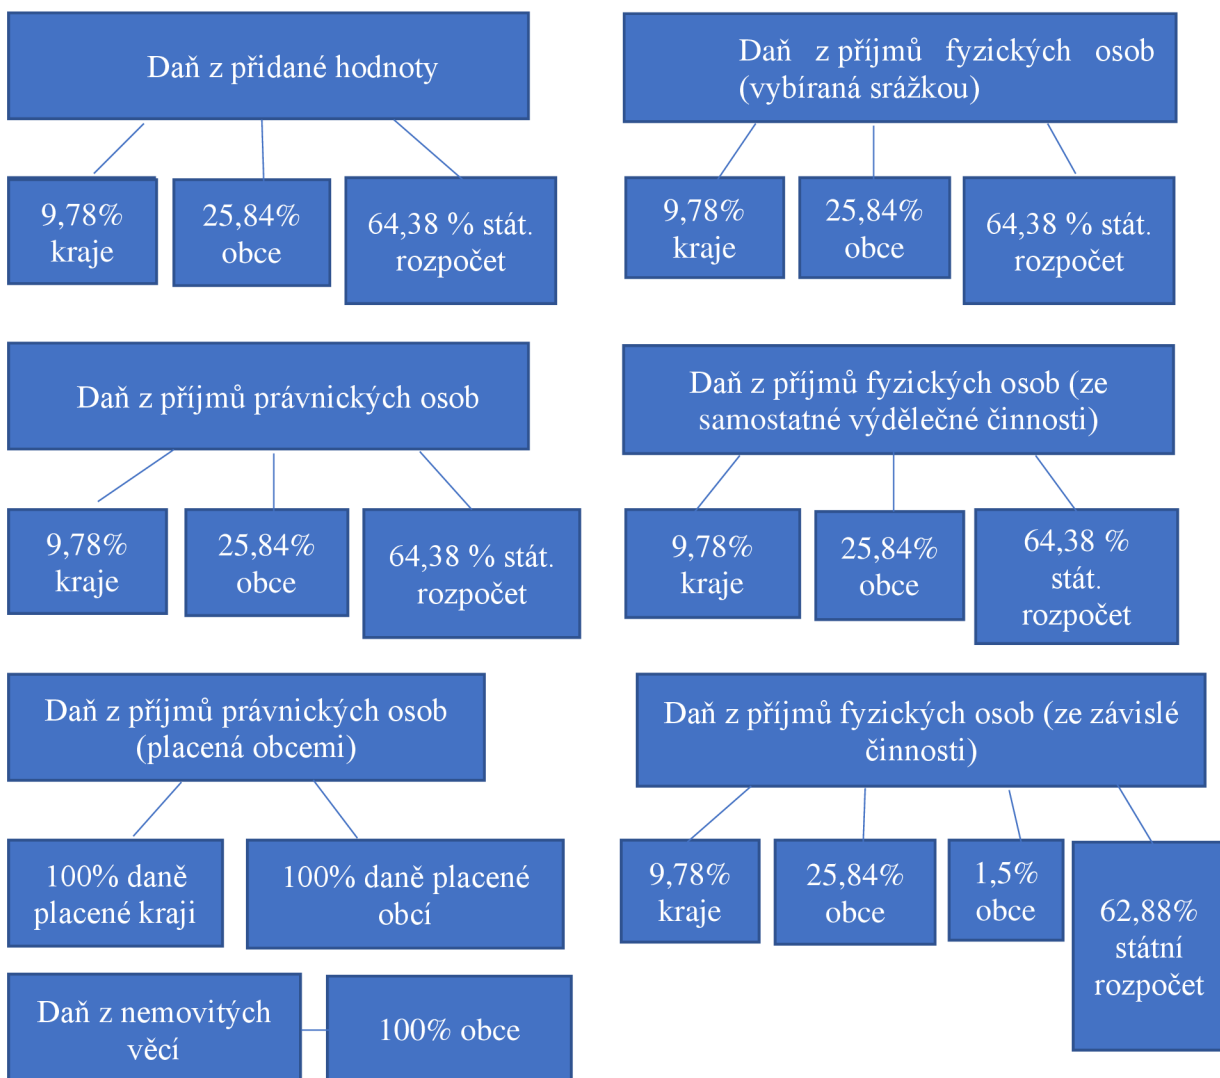 Daň z přidané hodnoty
9,78%
kraje
25,84%
obce
64,38 % stát.
rozpočet
Daň z příjmů fyzických osob
(vybíraná srážkou)
9,78%
kraje
25,84%
obce
64,38 % stát.
rozpočet
Daň z příjmů právnických osob
9,78%
kraje
25,84%
obce
64,38 % stát.
rozpočet
Daň z příjmů fyzických osob (ze
samostatné výdělečné činnosti)
9,78%
kraje
25,84%
obce
64,38 %
stát.
rozpočet
Daň z příjmů právnických osob
(placená obcemi)
100% daně
placené kraji
100% daně placené
obcí
Daň z příjmů fyzických osob (ze závislé
činnosti)
9,78%
kraje
25,84%
obce
1,5%
obce
62,88%
státní
rozpočet
Daň z nemovitých
věcí
100% obce